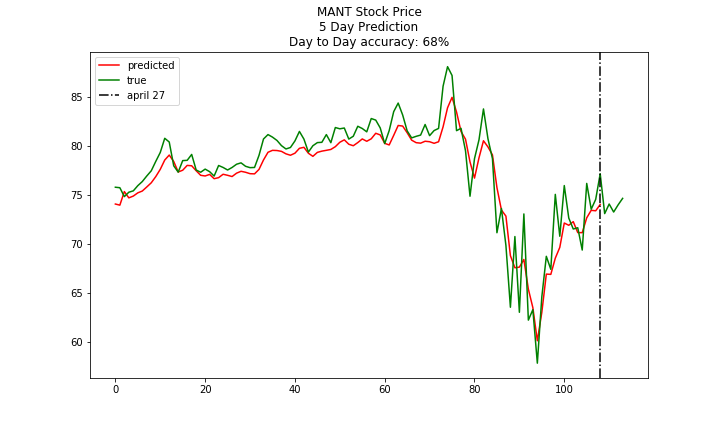 MANT Stock Price
5 Day Prediction
Day to Day accuracy: 68%
predicted
true
april 27
85
80
75
70
65
60
0
20
40
60
80
100